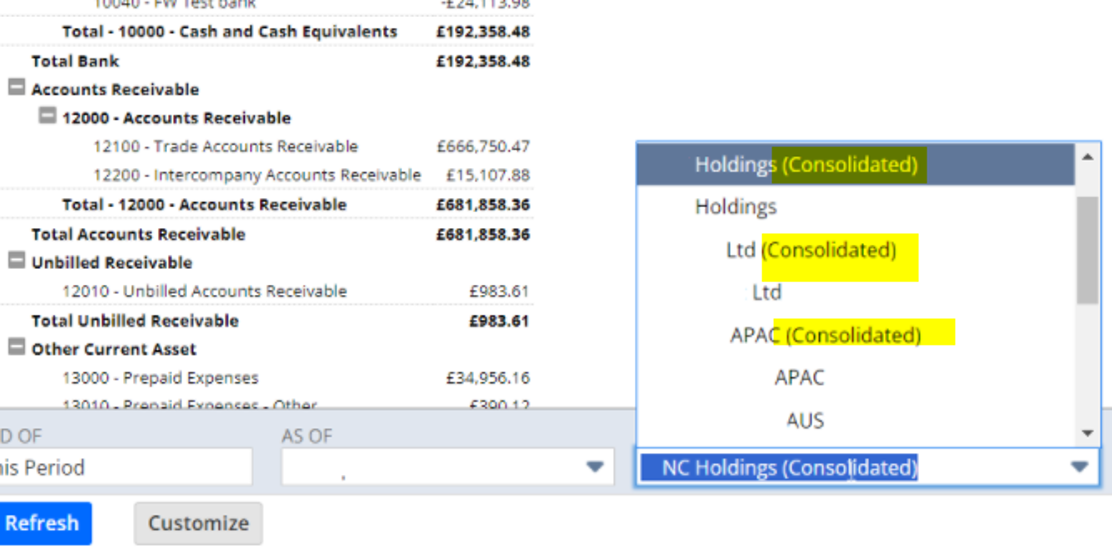 10040 - FW Test bank -£24,113.98
Total - 10000 - Cash and Cash Equivalents £192,358.48
Total Bank £192,358.48
Accounts Receivable
12000 - Accounts Receivable
12100 - Trade Accounts Receivable £666,750.47
12200 - Intercompany Accounts Receivable £15,107.88
Total - 12000 - Accounts Receivable £681,858.36
Total Accounts Receivable £681,858.36
Unbilled Receivable
12010 - Unbilled Accounts Receivable £983.61
Total Unbilled Receivable £983.61
Other Current Asset
13000 - Prepaid Expenses £34,956.16
13010 - Prepaid Expenses - Other £390.12
Holdings (Consolidated)
Holdings
Ltd (Consolidated)
Ltd
APAC (Consolidated)
APAC
AUS
D OF
AS OF
his Period
,
NC Holdings (Consolidated)
Refresh
Customize